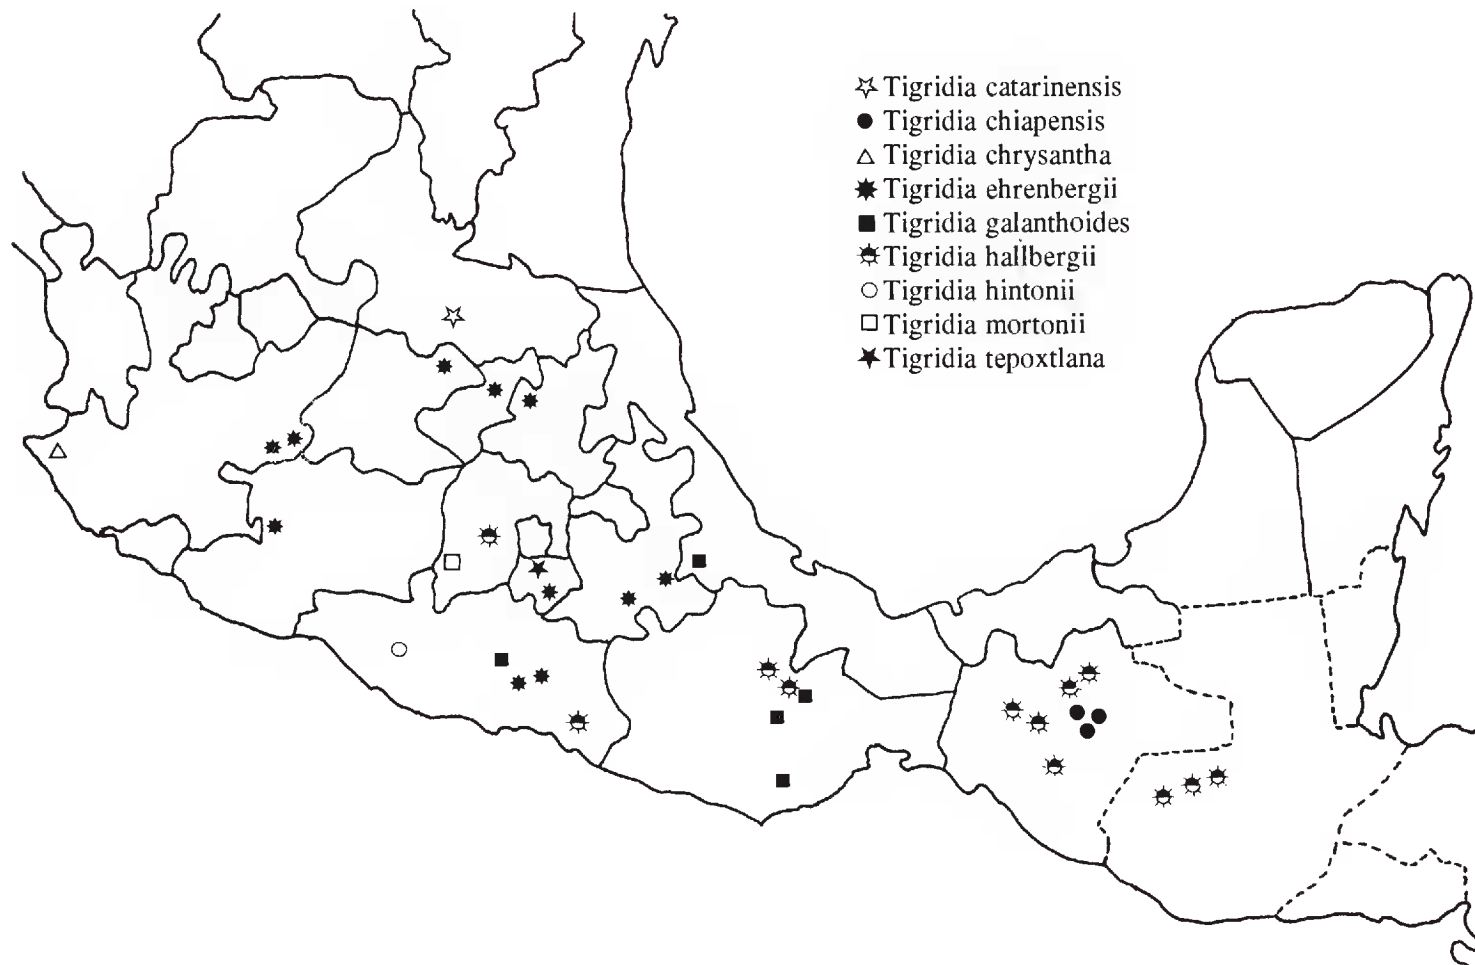 Tigridia catarinensis
Tigridia chiapensis
Tigridia chrysantha
Tigridia ehrenbergii
Tigridia galanthoides
Tigridia hallbergii
Tigridia hintonii
Tigridia mortonii
Tigridia tepoxtlana